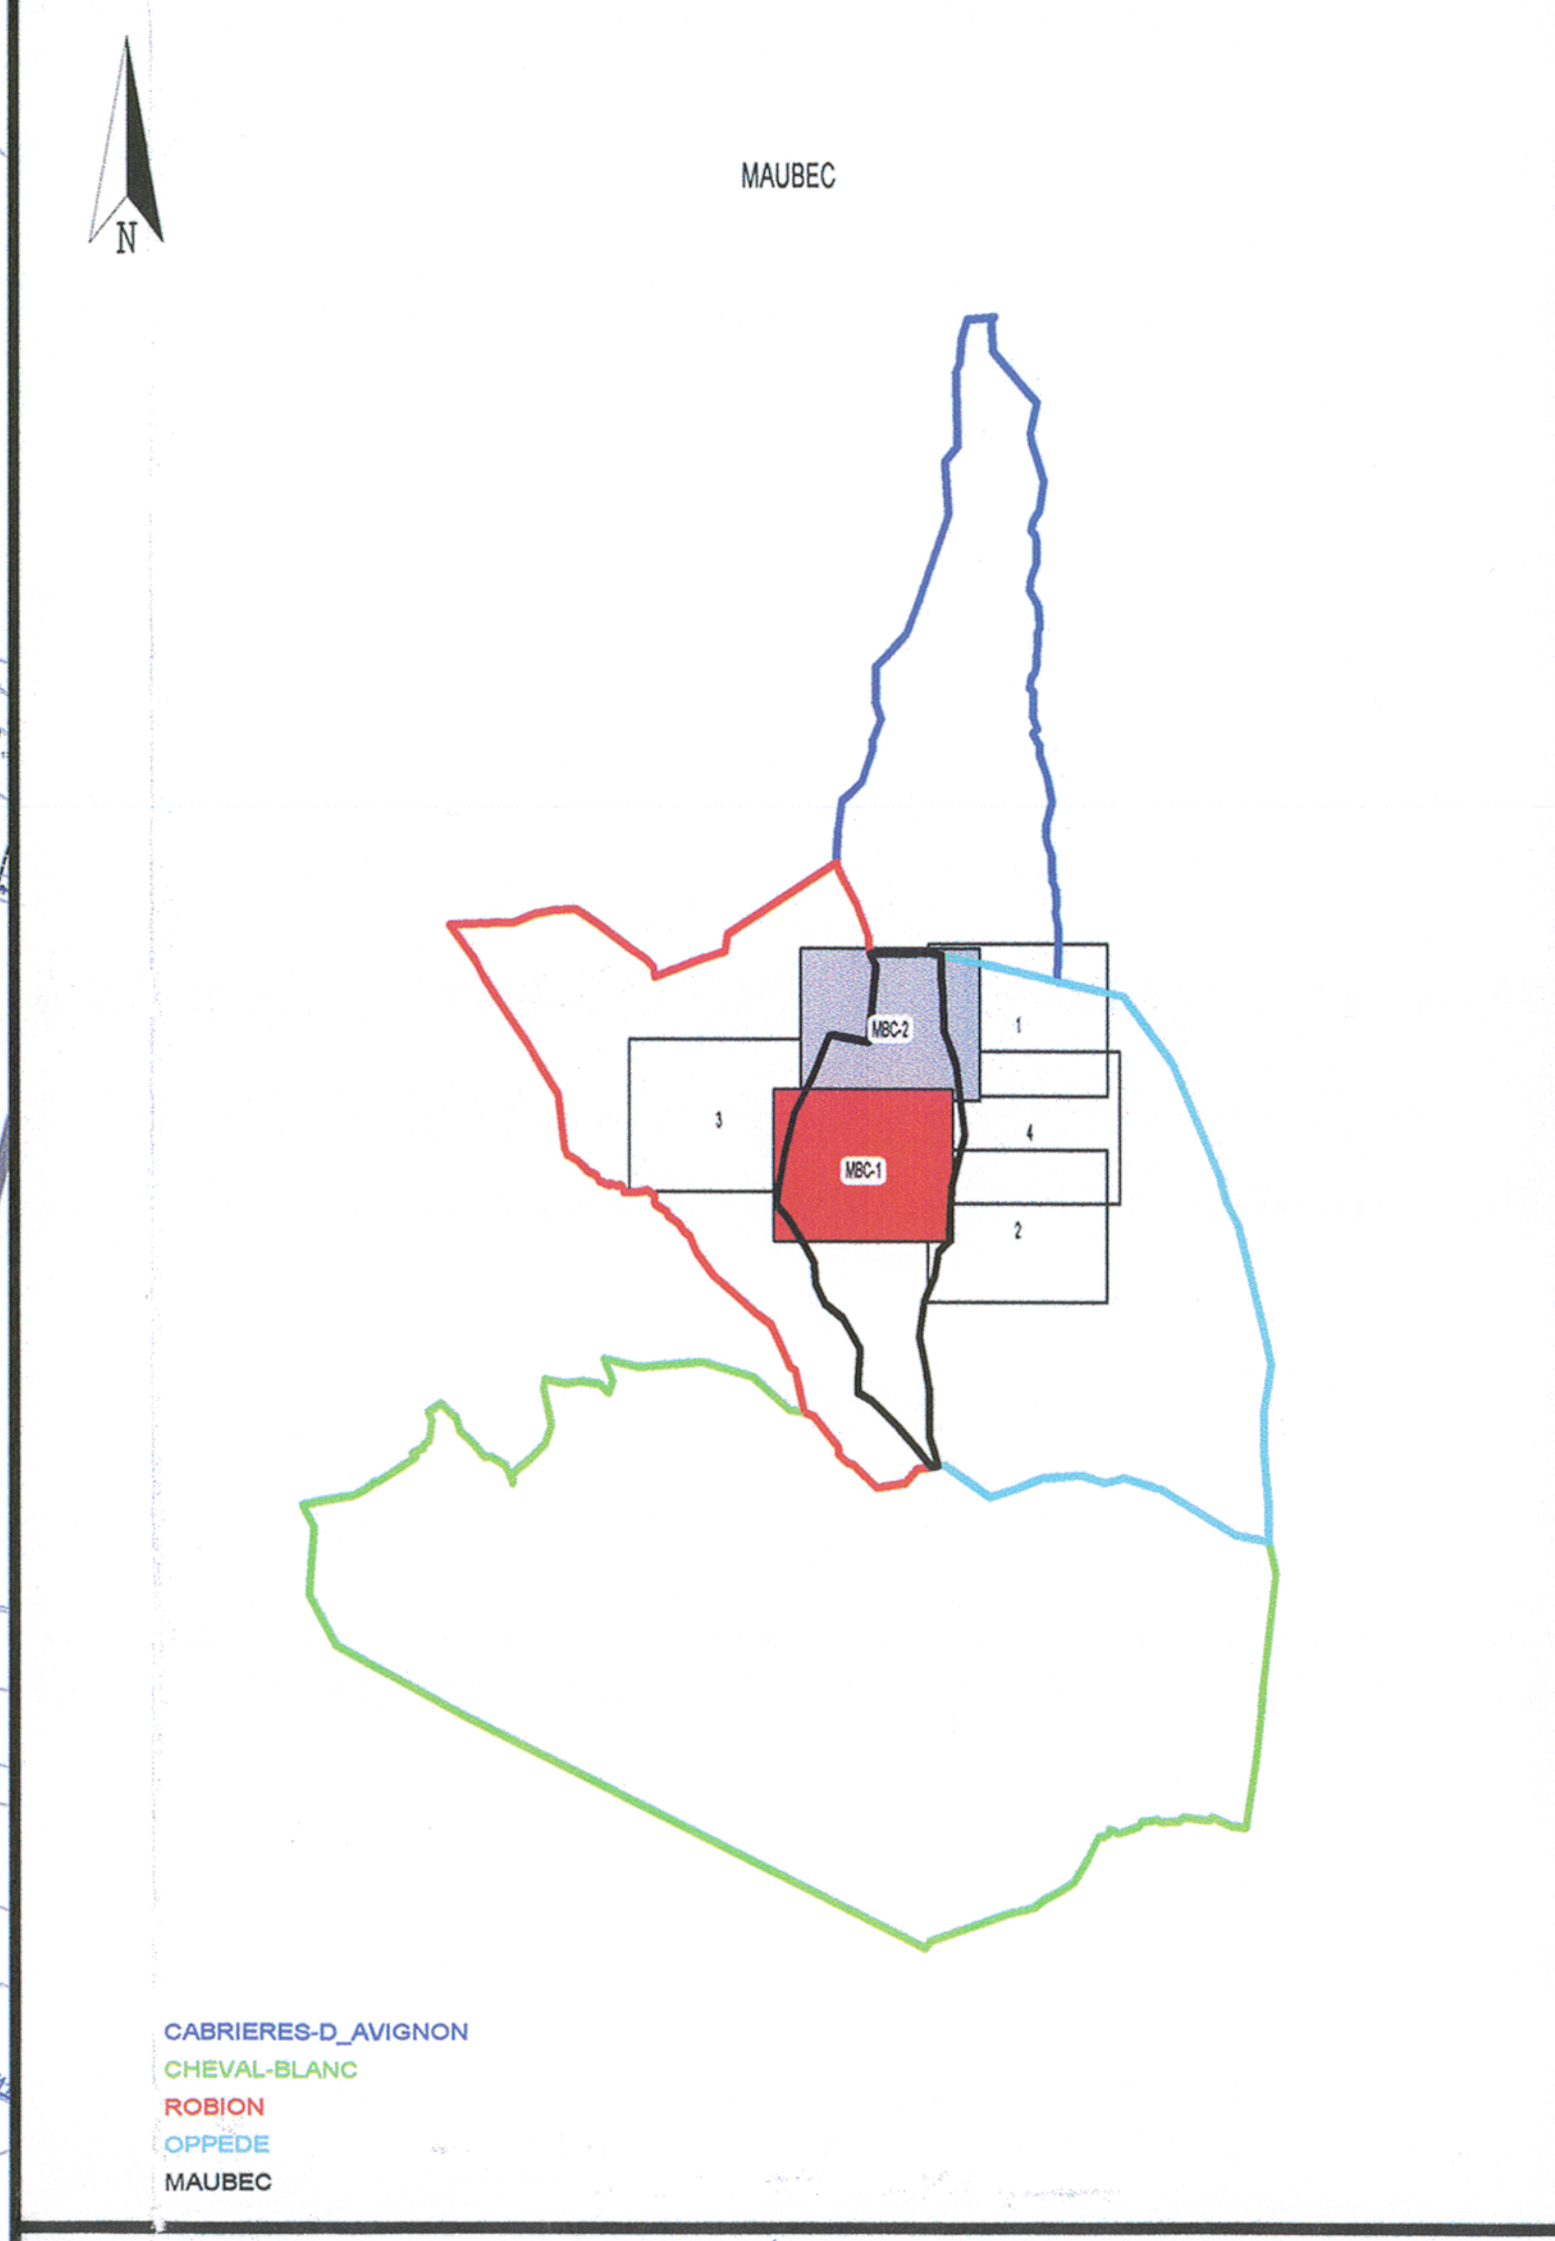 N
MAUBEC
MBC-2
1
3
4
MBC-1
2
CABRIERES-D_AVIGNON
CHEVAL-BLANC
ROBION
OPPEDE
MAUBEC